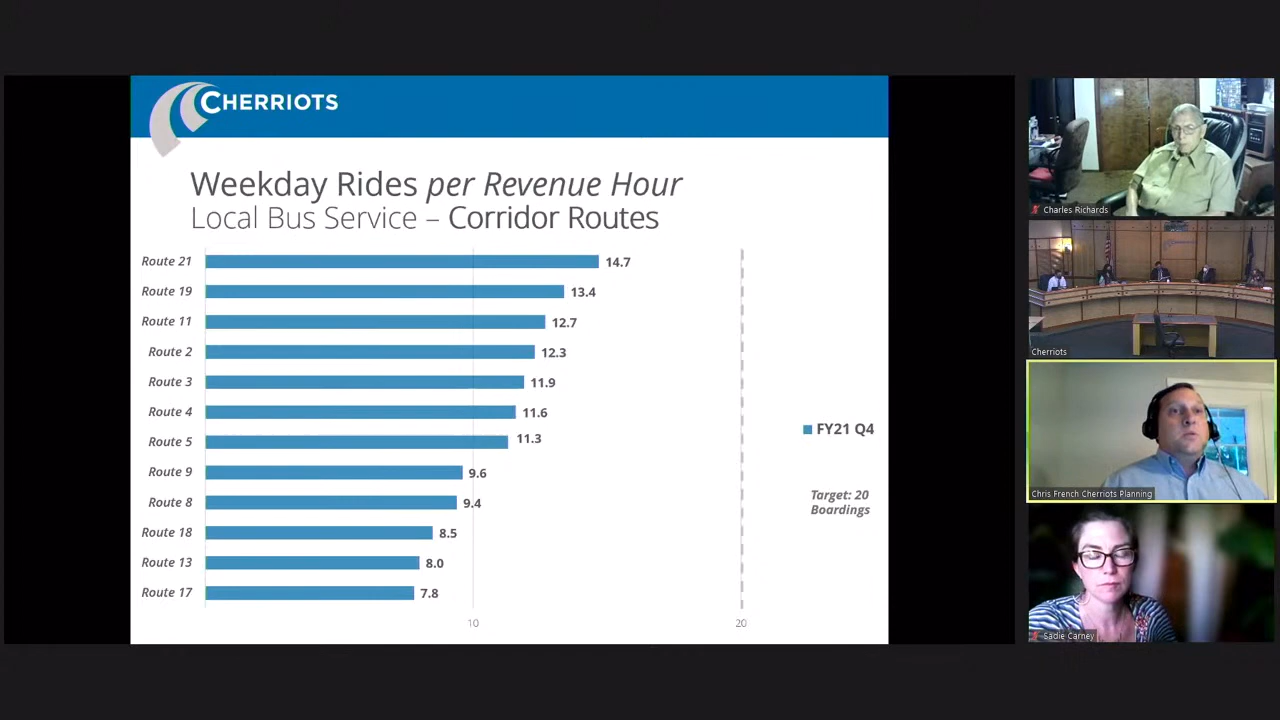 CHERRIOTS
Weekday Rides per Revenue Hour
Local Bus Service – Corridor Routes
Route 21 14.7
Route 19 13.4
Route 11 12.7
Route 2 12.3
Route 3 11.9
Route 4 11.6
Route 5 11.3
Route 9 9.6
Route 8 9.4
Route 18 8.5
Route 13 8.0
Route 17 7.8
10 20
FY21 Q4
Target: 20
Boardings
Charles Richards
Cherriots
Chris French Cherriots Planning
Sadie Carney